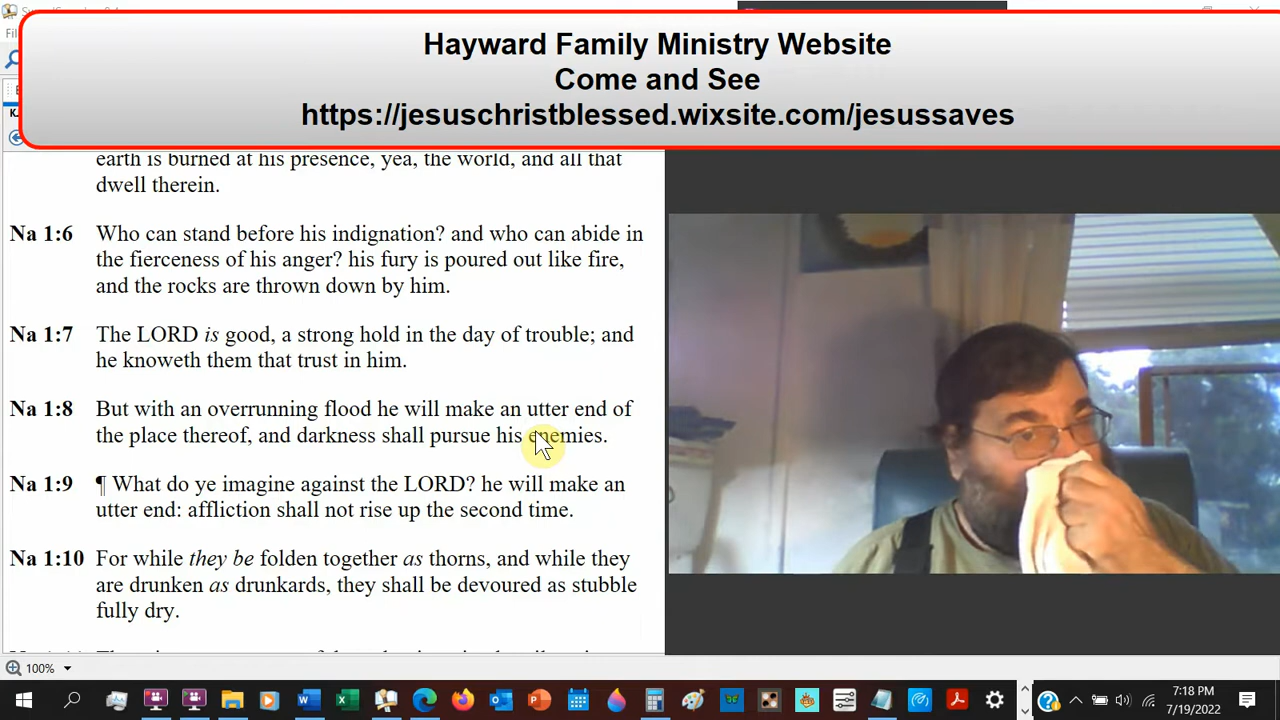 Hayward Family Ministry Website
Come and See
https://jesuschristblessed.wixsite.com/jesussaves
earth is burned at his presence, yea, the world, and all that
dwell therein.
Na 1:6 Who can stand before his indignation? and who can abide in
the fierceness of his anger? his fury is poured out like fire,
and the rocks are thrown down by him.
Na 1:7 The LORD is good, a strong hold in the day of trouble; and
he knoweth them that trust in him.
Na 1:8 But with an overrunning flood he will make an utter end of
the place thereof, and darkness shall pursue his enemies.
Na 1:9 ¶ What do ye imagine against the LORD? he will make an
utter end: affliction shall not rise up the second time.
Na 1:10 For while they be folden together as thorns, and while they
are drunken as drunkards, they shall be devoured as stubble
fully dry.
100%
7:18 PM
7/19/2022